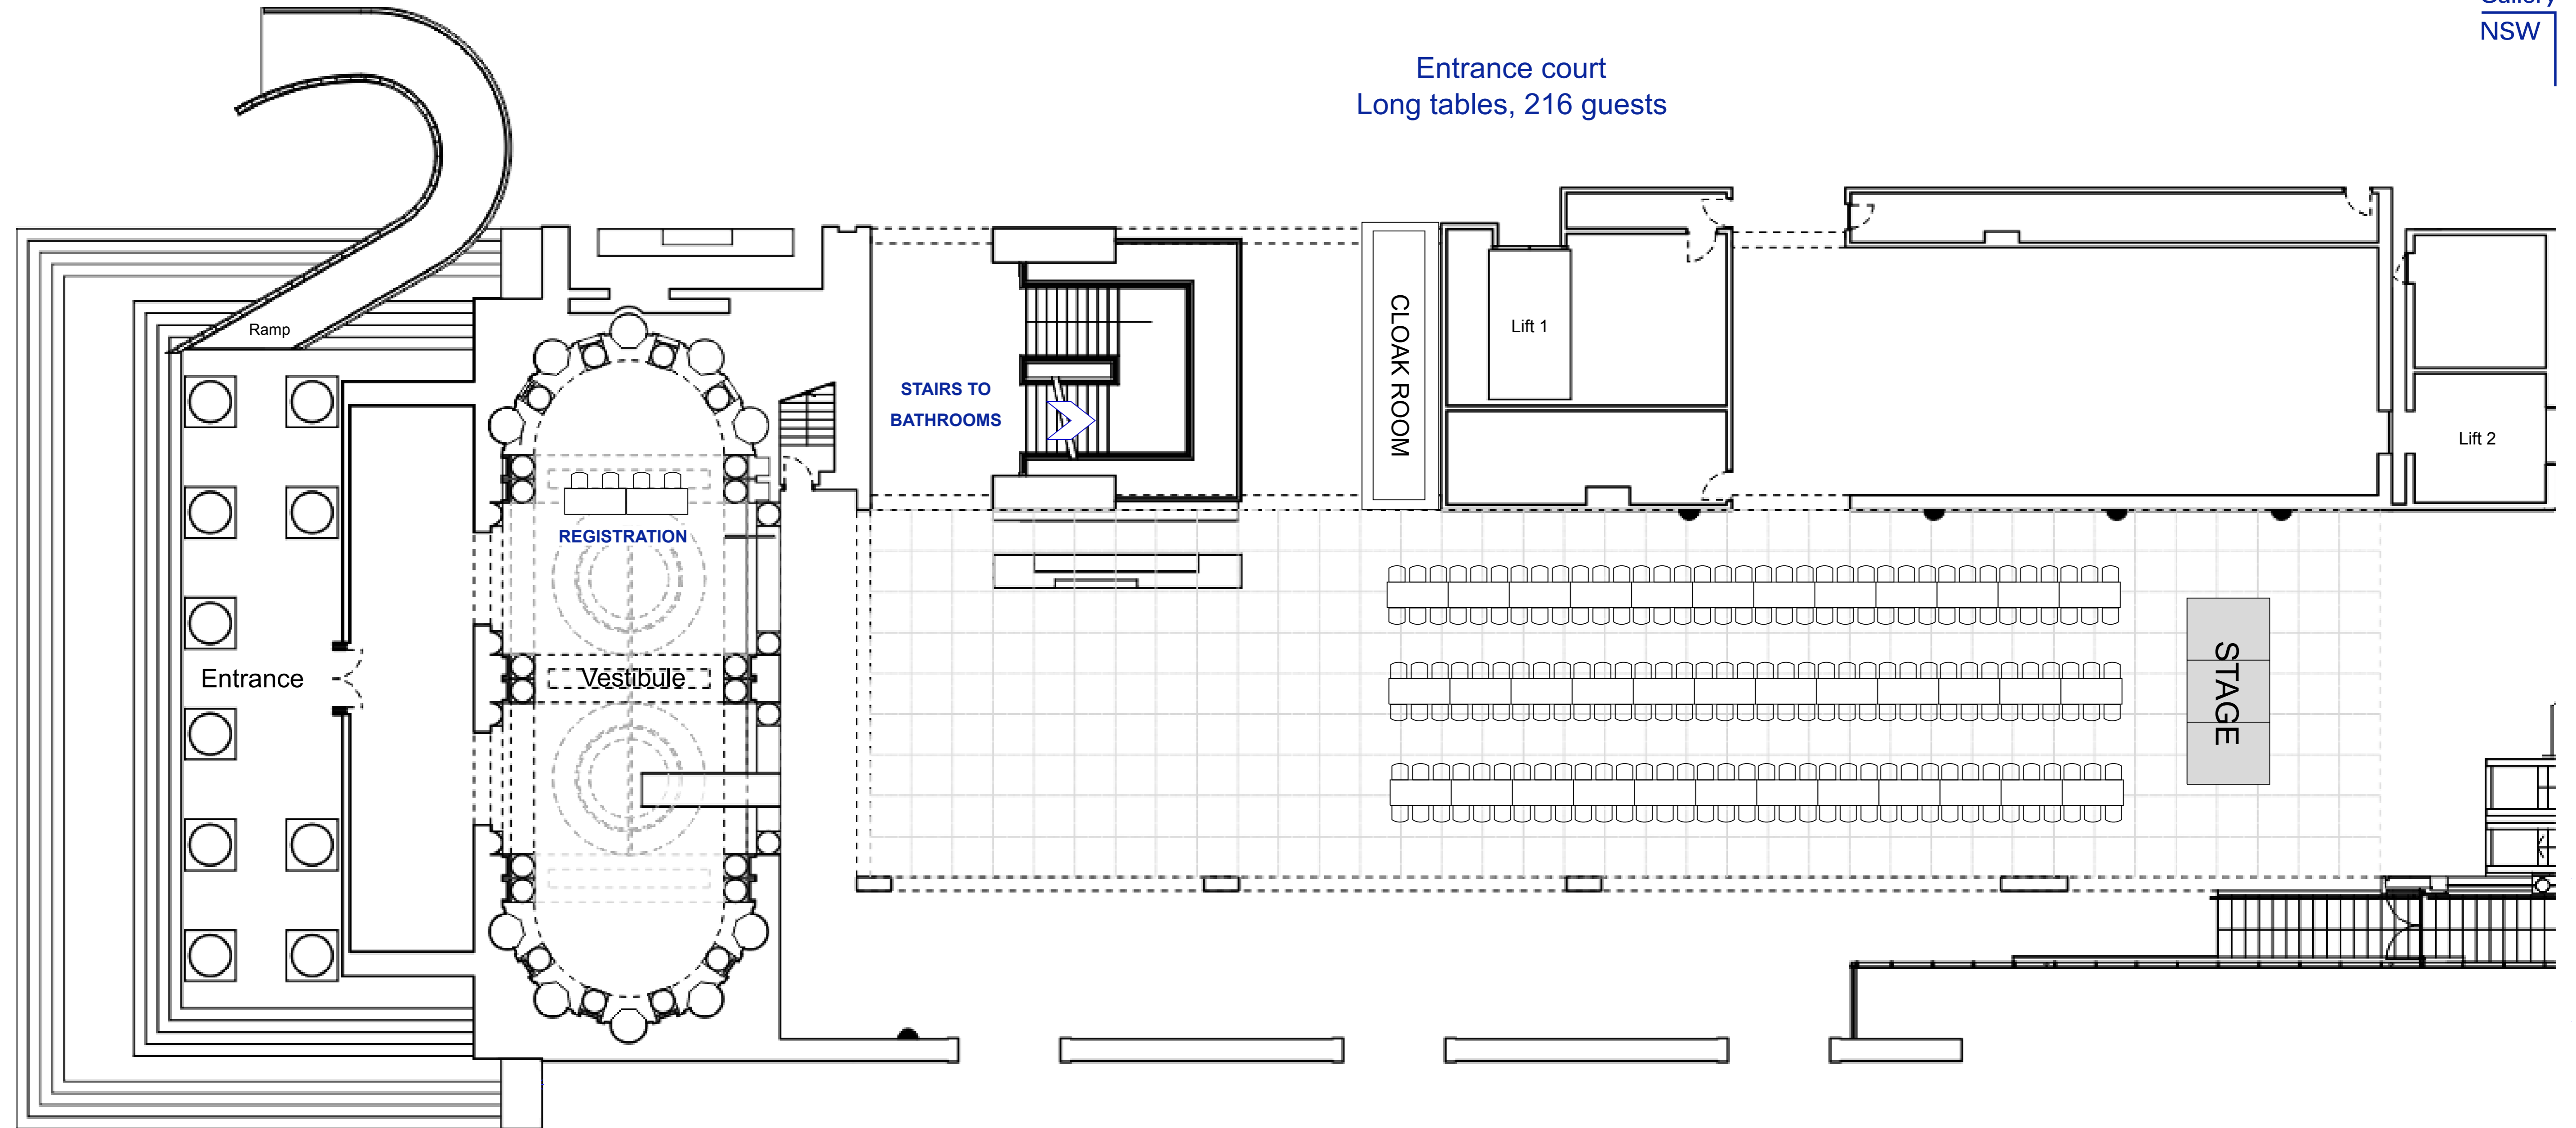 NSW
Entrance court
Long tables, 216 guests
Ramp
CLOAK ROOM
Lift 1
STAIRS TO
BATHROOMS
Lift 2
REGISTRATION
Entrance
Vestibule
STAGE